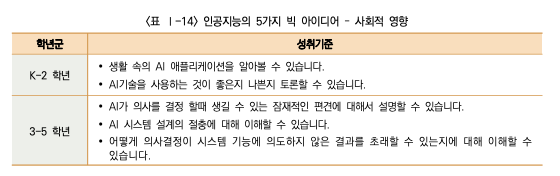 <표 Ⅰ-14> 인공지능의 5가지 빅 아이디어 - 사회적 영향
학년군
성취기준
K-2 학년
• 생활 속의 AI 애플리케이션을 알아볼 수 있습니다.
• AI기술을 사용하는 것이 좋은지 나쁜지 토론할 수 있습니다.
3-5 학년
• AI가 의사를 결정 할때 생길 수 있는 잠재적인 편견에 대해서 설명할 수 있습니다.
• AI 시스템 설계의 절충에 대해 이해할 수 있습니다.
• 어떻게 의사결정이 시스템 기능에 의도하지 않은 결과를 초래할 수 있는지에 대해 이해할 수
있습니다.